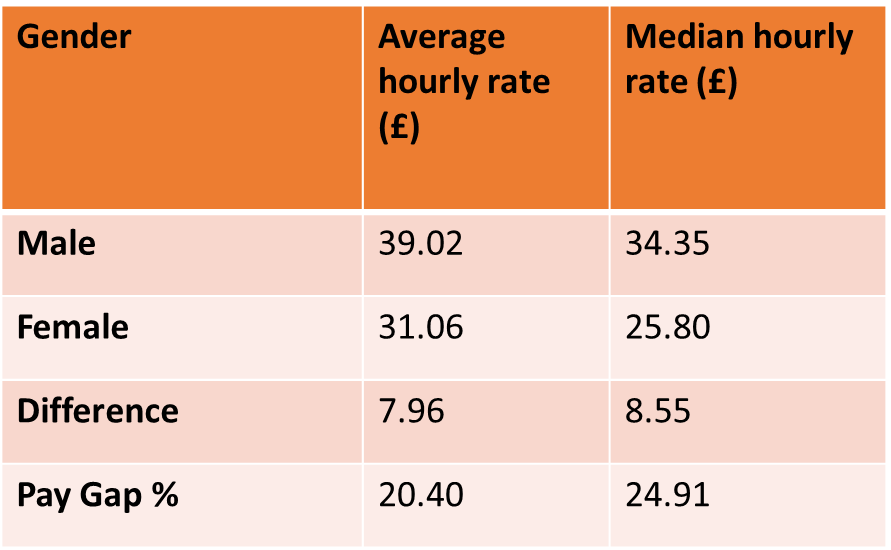 Gender
Average
hourly rate
(£)
Median hourly
rate (£)
Male
39.02
34.35
Female
31.06
25.80
Difference
7.96
8.55
Pay Gap %
20.40
24.91